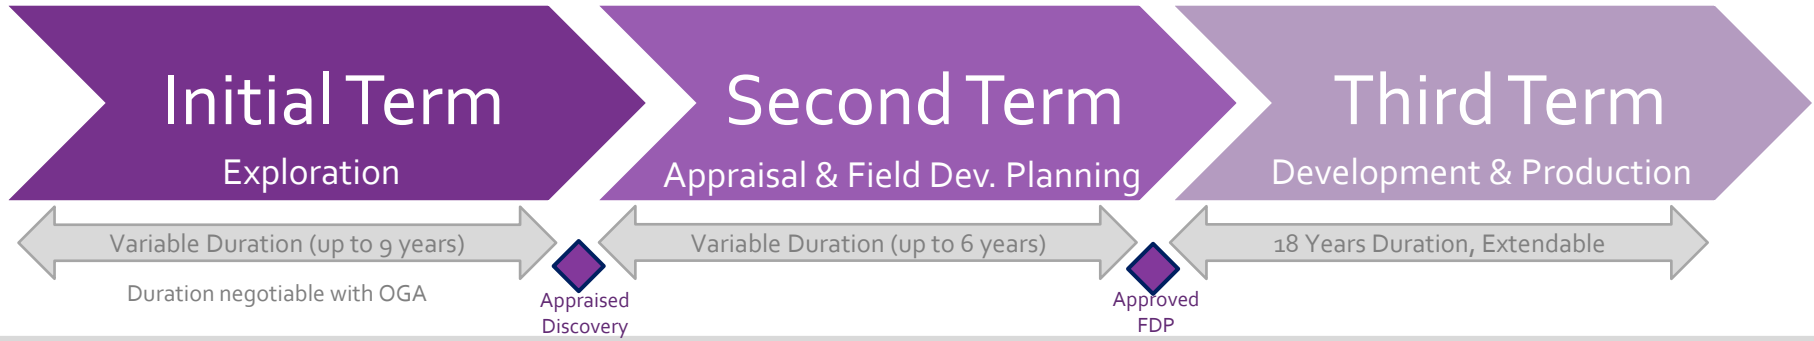 Initial Term
Exploration
Second Term
Appraisal & Field Dev. Planning
Third Term
Development & Production
Variable Duration (up to 9 years)
Variable Duration (up to 6 years)
18 Years Duration, Extendable
Duration negotiable with OGA
Appraised
Discovery
Approved
FDP